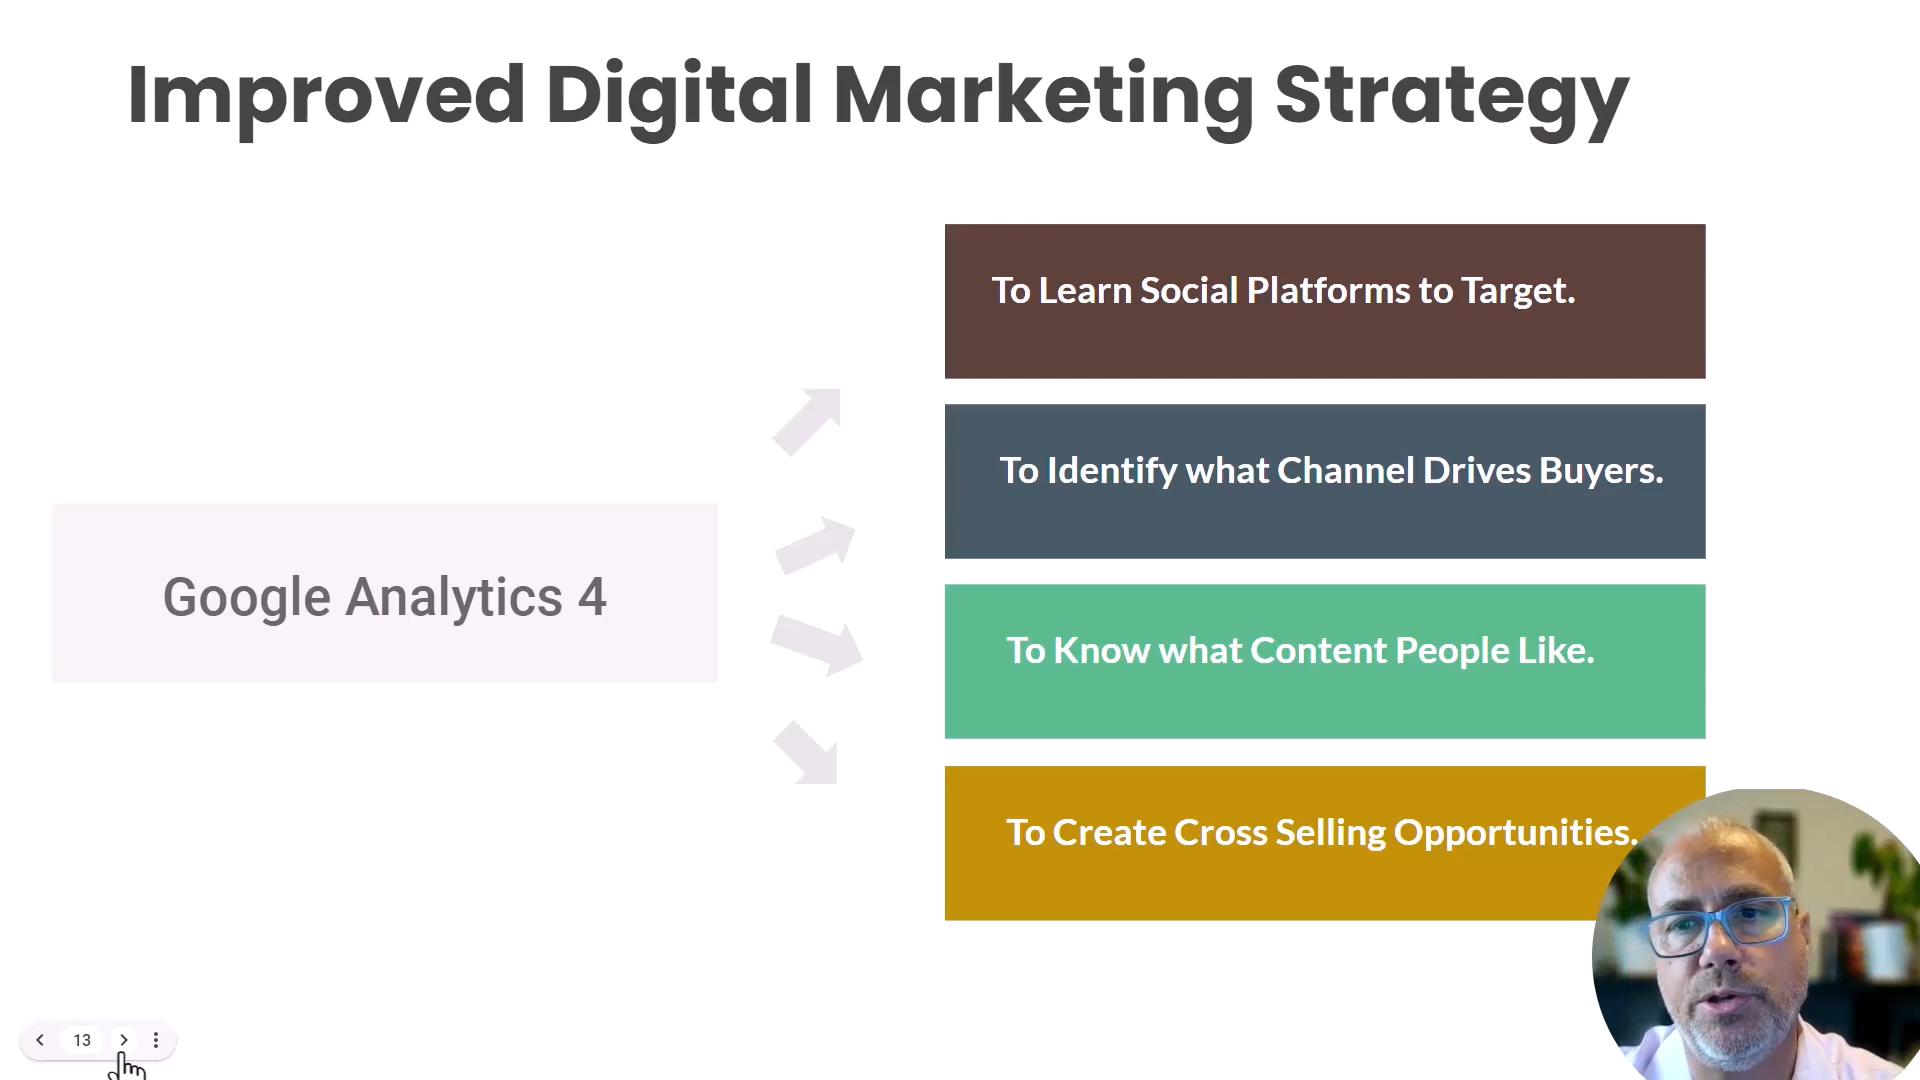 Improved Digital Marketing Strategy
To Learn Social Platforms to Target.
To Identify what Channel Drives Buyers.
Google Analytics 4
To Know what Content People Like.
To Create Cross Selling Opportunities.
13